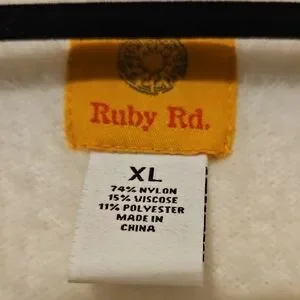 Ruby Rd.
XL
74% NYLON
15% VISCOSE
11% POLYESTER
MADE IN
CHINA